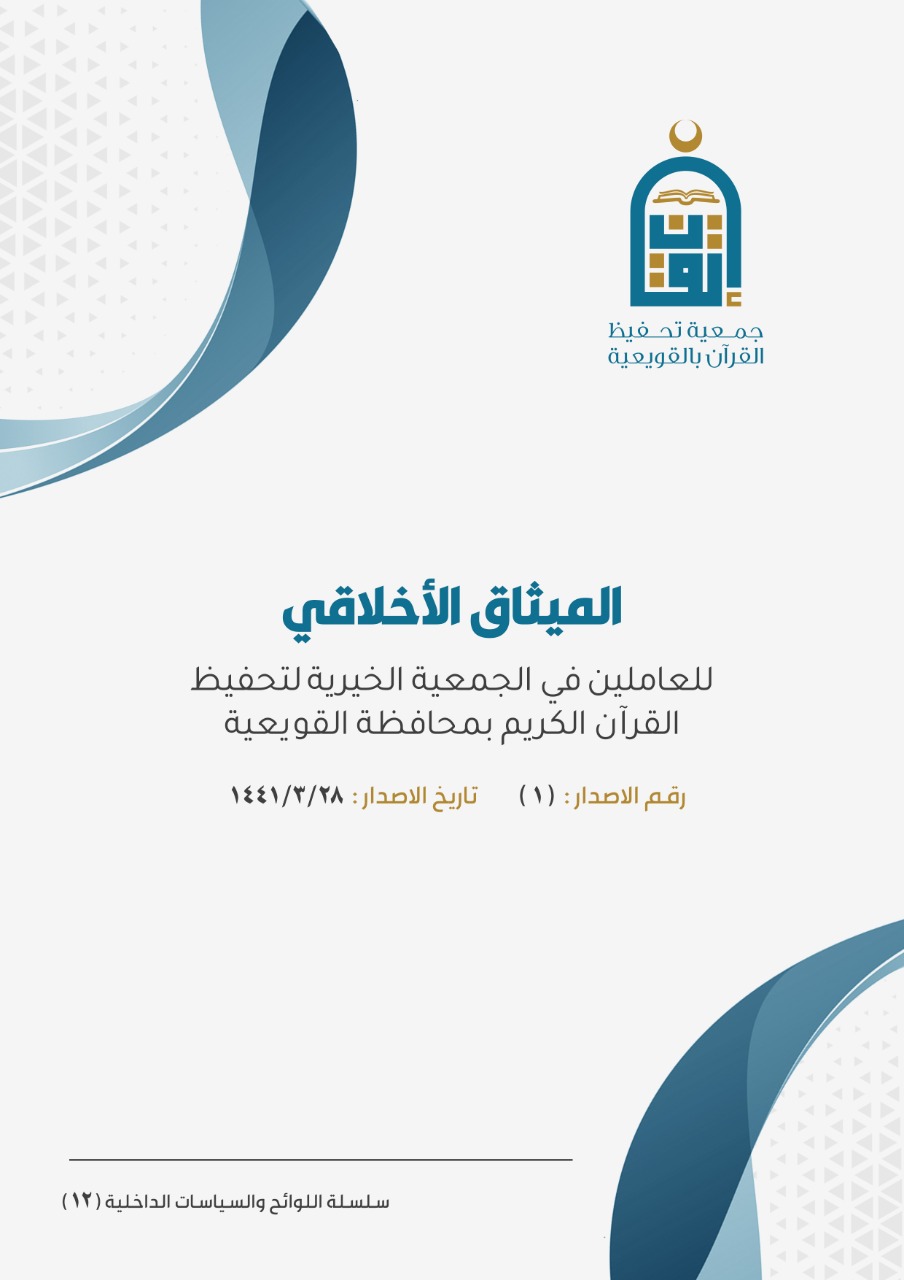 إتقان
جمعية تحفيظ
القرآن بالقويعية
الميثاق الأخلاقي
للعاملين في الجمعية الخيرية لتحفيظ
القرآن الكريم بمحافظة القويعية
رقم الاصدار : ( ١ ) تاريخ الاصدار : ١٤٤١/٣/٢٨
سلسلة اللوائح والسياسات الداخلية ( ١٢ )